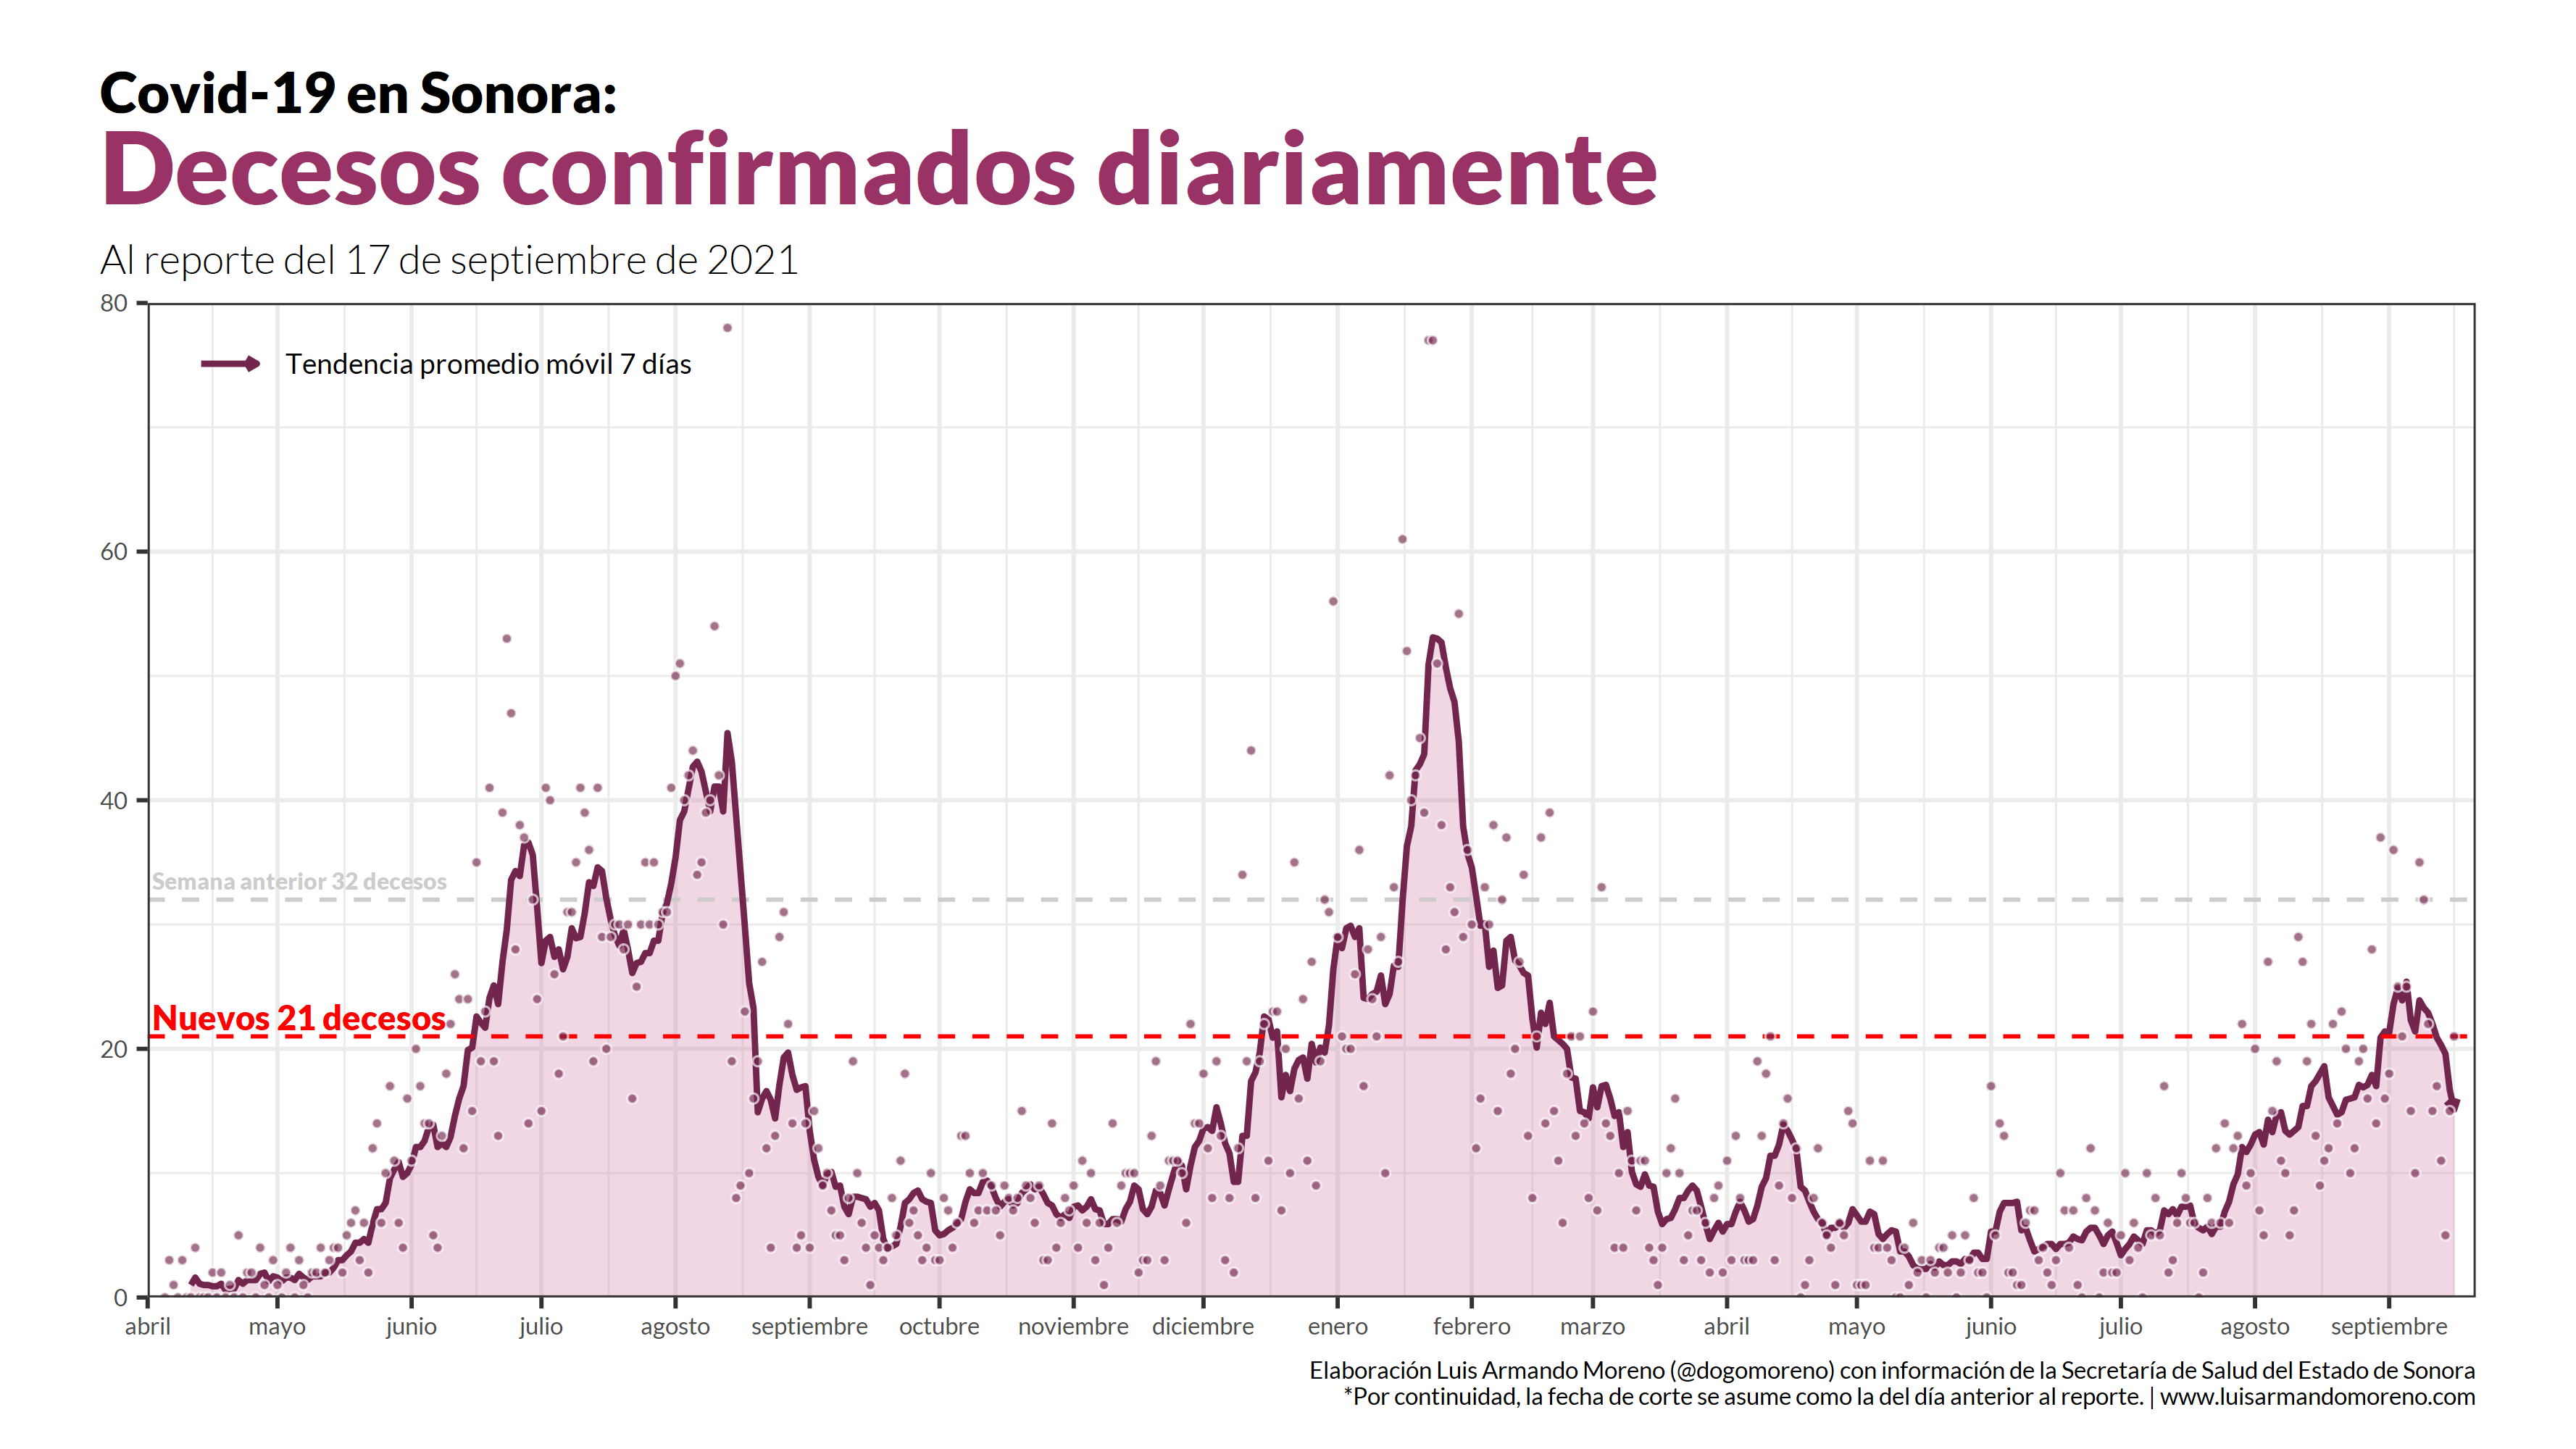 Covid-19 en Sonora:
Decesos confirmados diariamente
Al reporte del 17 de septiembre de 2021
80
Tendencia promedio móvil 7 días
60
40
Semana anterior 32 decesos
Nuevos 21 decesos
20
0
abril mayo junio julio agosto septiembre octubre noviembre diciembre enero febrero marzo abril mayo junio julio agosto septiembre
Elaboración Luis Armando Moreno (@dogomoreno) con información de la Secretaría de Salud del Estado de Sonora
*Por continuidad, la fecha de corte se asume como la del día anterior al reporte. | www.luisarmandomoreno.com